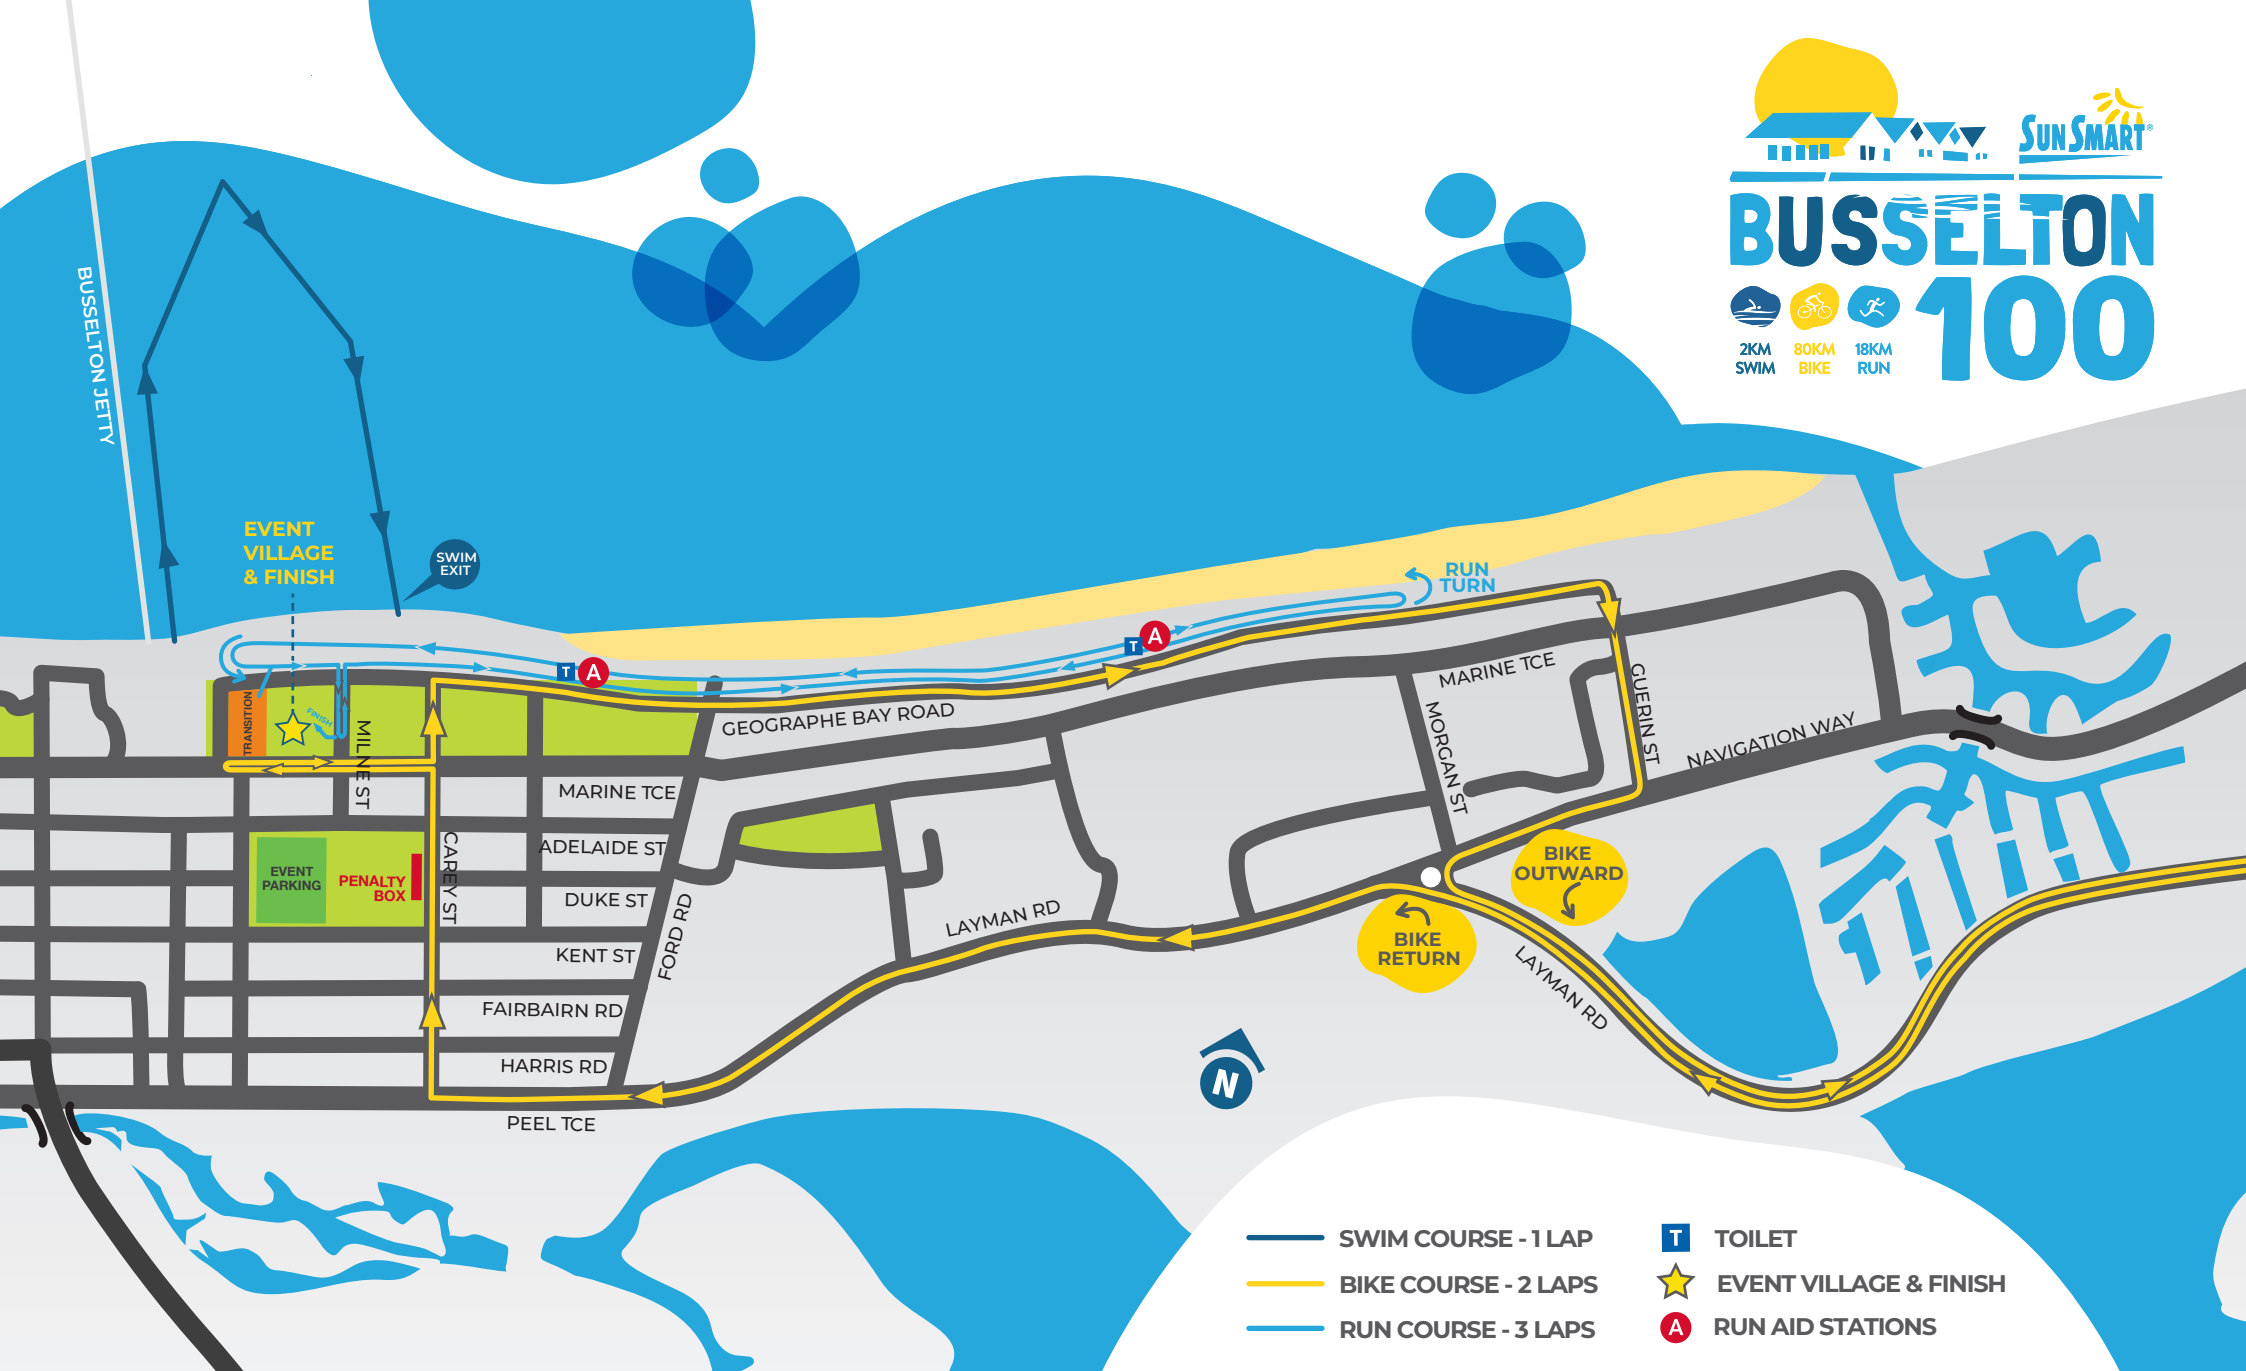 SUNSMART®
BUSSELTON
100
2KM
SWIM
80KM
BIKE
18KM
RUN
BUSSELTON JETTY
EVENT
VILLAGE
& FINISH
SWIM
EXIT
RUN
TURN
T
A
T
A
TRANSITION
FINISH
MILNE ST
GEOGRAPHE BAY ROAD
MARINE TCE
GUERIN ST
MORGAN ST
NAVIGATION WAY
MARINE TCE
ADELAIDE ST
CAREY ST
EVENT
PARKING
PENALTY
BOX
DUKE ST
FORD RD
LAYMAN RD
BIKE
OUTWARD
BIKE
RETURN
KENT ST
LAYMAN RD
FAIRBAIRN RD
HARRIS RD
PEEL TCE
N
SWIM COURSE - 1 LAP
BIKE COURSE - 2 LAPS
RUN COURSE - 3 LAPS
T TOILET
EVENT VILLAGE & FINISH
A RUN AID STATIONS